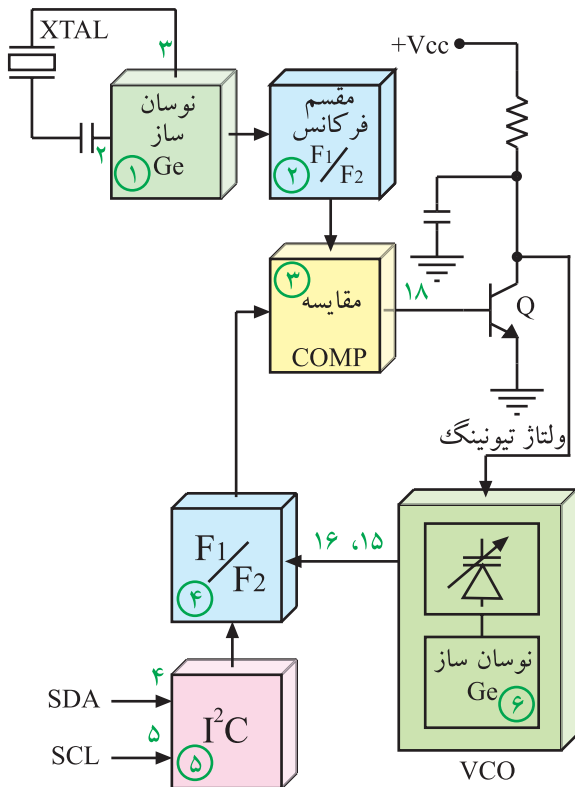 XTAL
۳
۲
نوسان
ساز
Ge
۱
مقسم
فرکانس
F1/F2
۲
+Vcc
۳
مقایسه
COMP
۱۸
Q
ولتاژ تیونینگ
F1/F2
۴
۱۶ ،۱۵
نوسان ساز
Ge ۶
VCO
SDA
۴
SCL
۵
I²C
۵